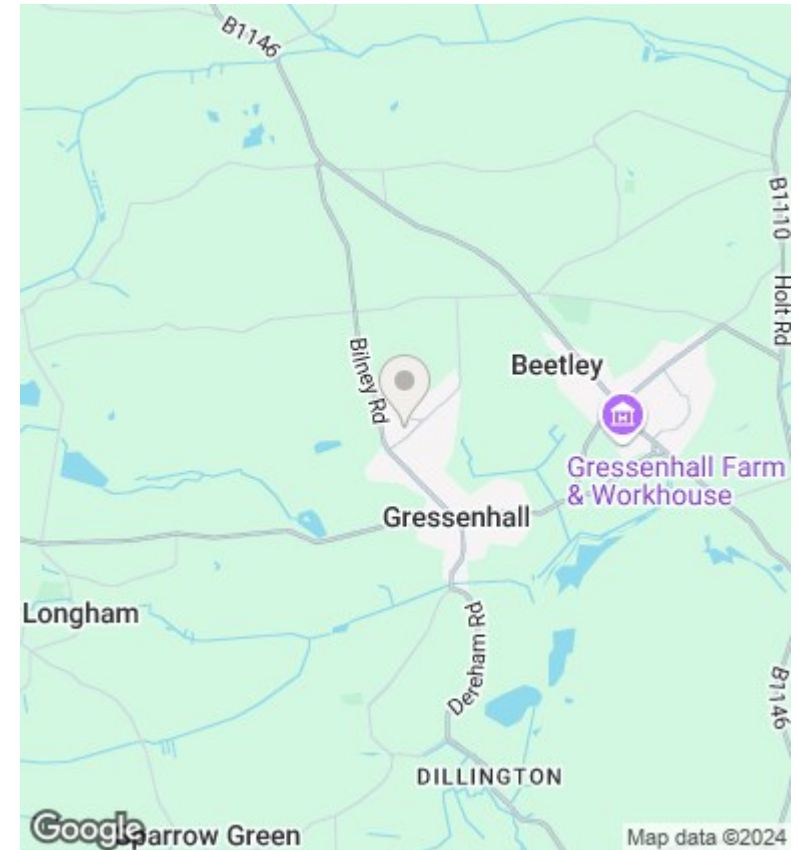 B1146
B1110
Holt Rd
Bilney Rd
Beetley
Gressenhall Farm
& Workhouse
Gressenhall
Longham
Dereham Rd
B1146
DILLINGTON
Google
Sparrow Green
Map data ©2024